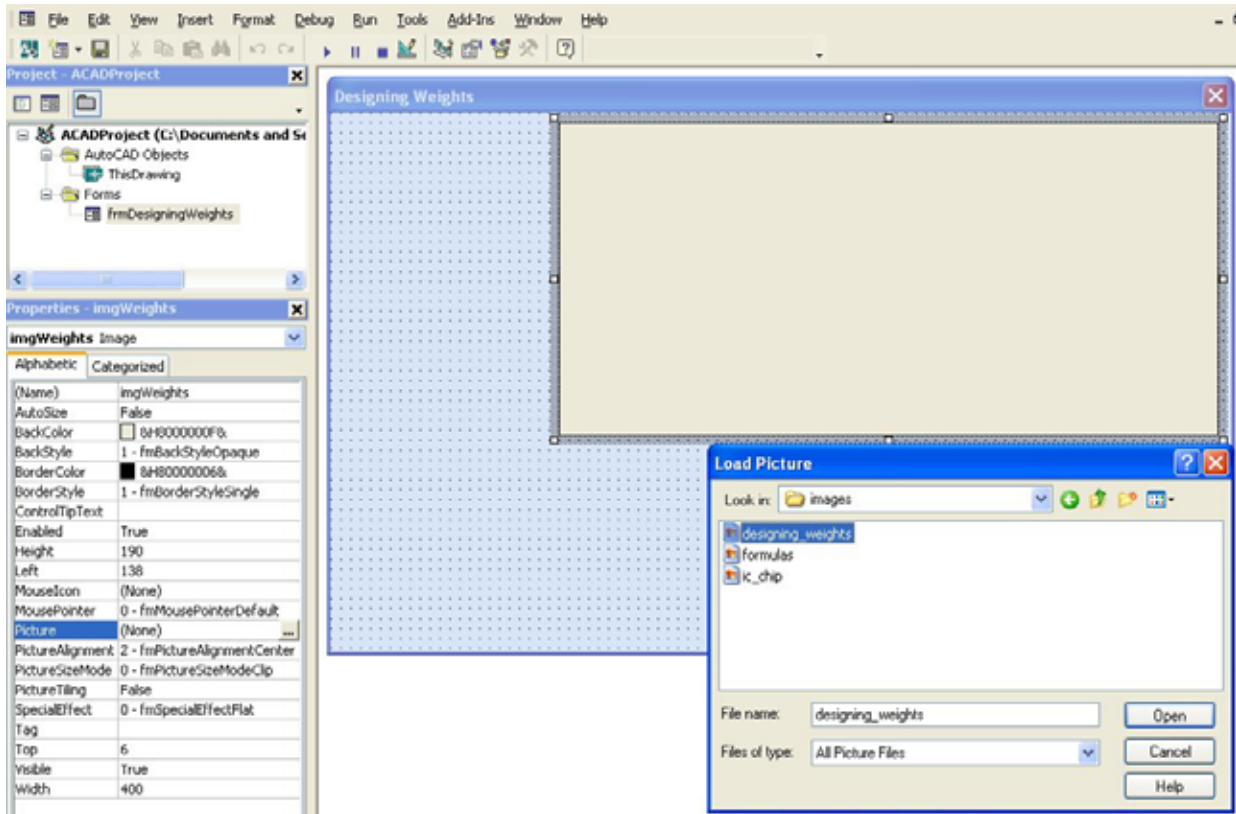 File Edit View Insert Format Debug Run Tools Add-Ins Window Help
Project - ACADProject
ACADProject (C:\Documents and Se
AutoCAD Objects
ThisDrawing
Forms
frmDesigningWeights
Properties - imgWeights
imgWeights Image
Alphabetic Categorized
(Name) imgWeights
AutoSize False
BackColor &H8000000F&
BackStyle 1 - fmBackStyleOpaque
BorderColor &H80000006&
BorderStyle 1 - fmBorderStyleSingle
ControlTipText
Enabled True
Height 190
Left 138
MouseIcon (None)
MousePointer 0 - fmMousePointerDefault
Picture (None) ...
PictureAlignment 2 - fmPictureAlignmentCenter
PictureSizeMode 0 - fmPictureSizeModeClip
PictureTiling False
SpecialEffect 0 - fmSpecialEffectFlat
Tag
Top 6
Visible True
Width 400
Designing Weights
Load Picture
Look in: images
designing_weights
formulas
ic_chip
File name: designing_weights Open
Files of type: All Picture Files Cancel
Help